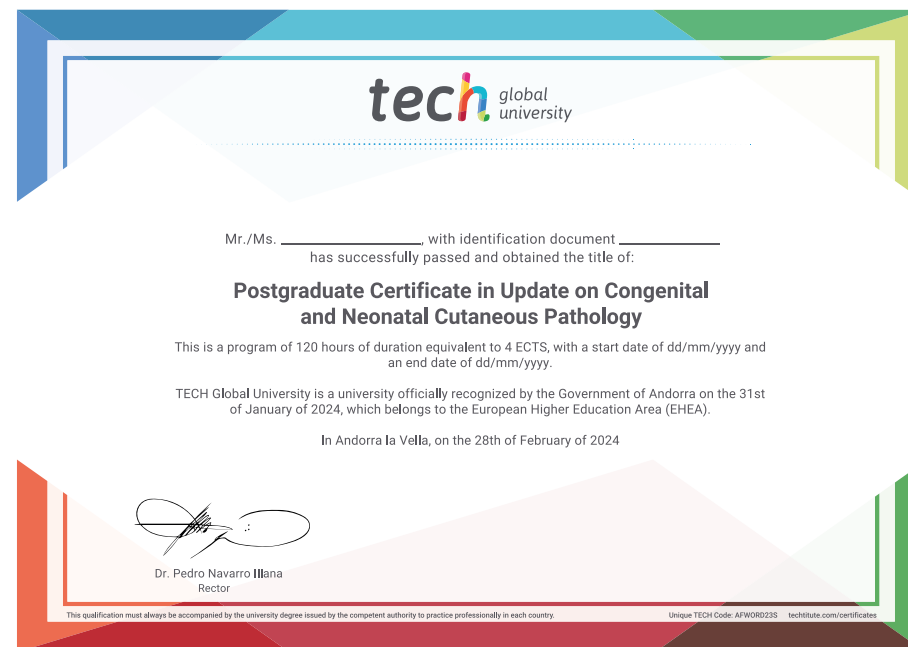 tech global
university
Mr./Ms. ____________, with identification document ____________
has successfully passed and obtained the title of:
Postgraduate Certificate in Update on Congenital
and Neonatal Cutaneous Pathology
This is a program of 120 hours of duration equivalent to 4 ECTS, with a start date of dd/mm/yyyy and
an end date of dd/mm/yyyy.
TECH Global University is a university officially recognized by the Government of Andorra on the 31st
of January of 2024, which belongs to the European Higher Education Area (EHEA).
In Andorra la Vella, on the 28th of February of 2024
Dr. Pedro Navarro Illana
Rector
This qualification must always be accompanied by the university degree issued by the competent authority to practice professionally in each country. Unique TECH Code: AFWORD23S techtitute.com/certificates